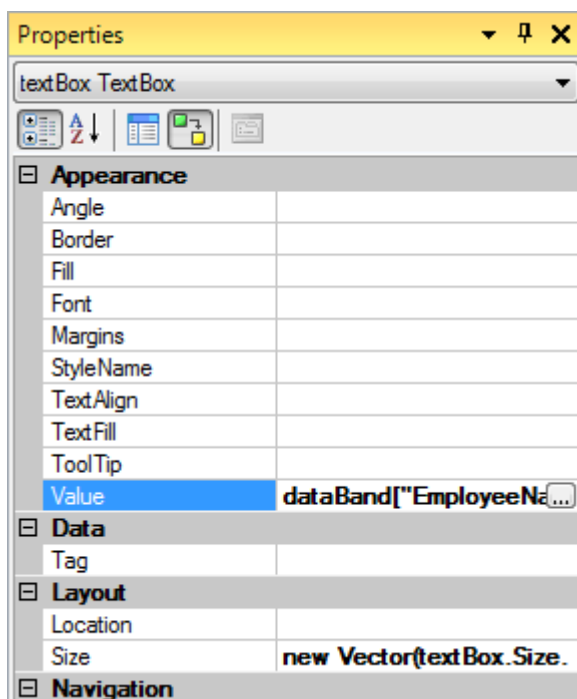 Properties
textBox TextBox
Appearance
Angle
Border
Fill
Font
Margins
StyleName
TextAlign
TextFill
ToolTip
Value dataBand["EmployeeNa...
Data
Tag
Layout
Location
Size new Vector(textBox.Size.
Navigation